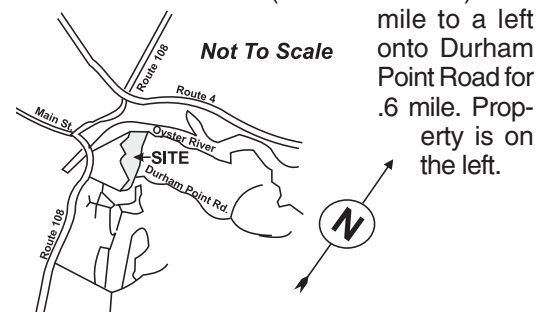 mile to a left
onto Durham
Point Road for
.6 mile. Prop-
erty is on
the left.
Not To Scale
Route 108
Route 4
Main St.
Oyster River
SITE
Durham Point Rd.
Route 108
N